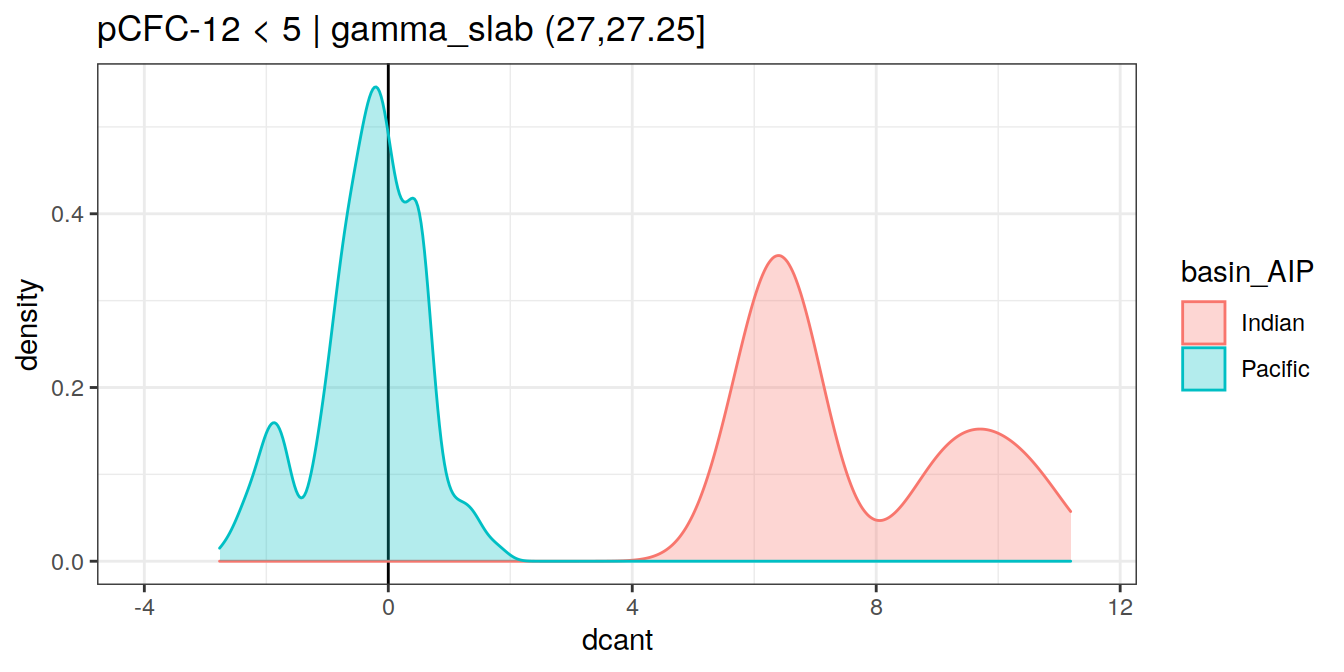 pCFC-12 < 5 | gamma_slab (27,27.25]
density
0.4
0.2
0.0
-4 0 4 8 12
dcant
basin_AIP
Indian
Pacific